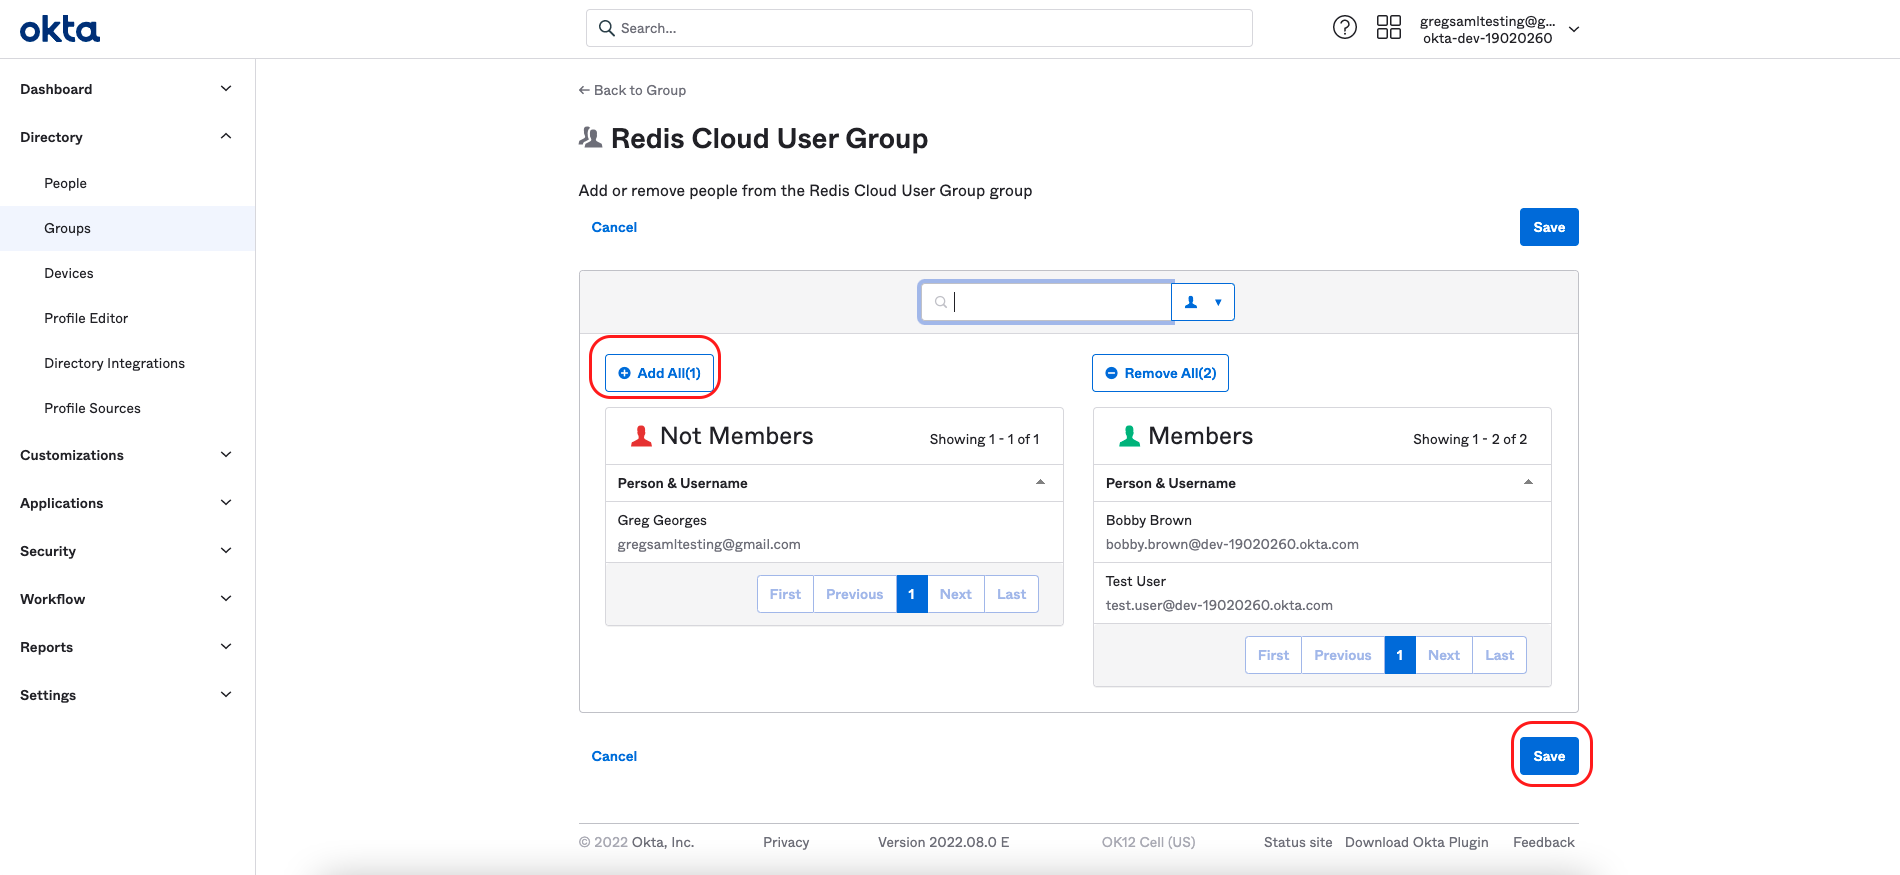 okta
Search...
gregsamltesting@g...
okta-dev-19020260
Dashboard
Directory
People
Groups
Devices
Profile Editor
Directory Integrations
Profile Sources
Customizations
Applications
Security
Workflow
Reports
Settings
← Back to Group
Redis Cloud User Group
Add or remove people from the Redis Cloud User Group group
Cancel
Save
Add All(1)
Remove All(2)
Not Members
Showing 1 - 1 of 1
Person & Username
Greg Georges
gregsamltesting@gmail.com
First Previous 1 Next Last
Members
Showing 1 - 2 of 2
Person & Username
Bobby Brown
bobby.brown@dev-19020260.okta.com
Test User
test.user@dev-19020260.okta.com
First Previous 1 Next Last
Cancel
Save
© 2022 Okta, Inc. Privacy Version 2022.08.0 E OK12 Cell (US) Status site Download Okta Plugin Feedback